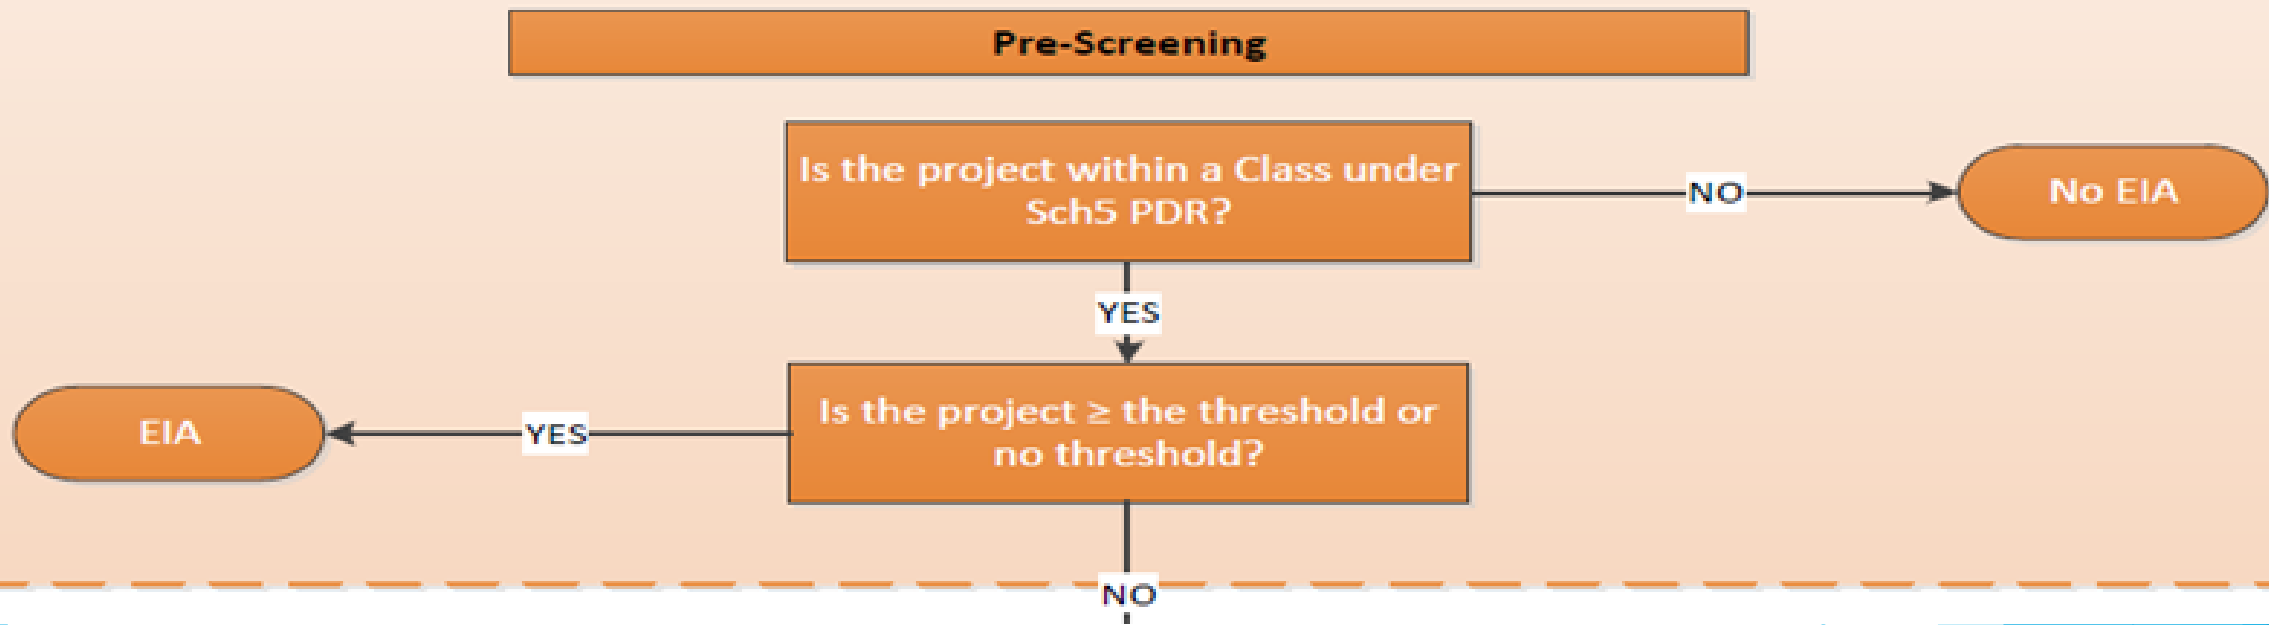 Pre-Screening
Is the project within a Class under
Sch5 PDR?
NO
No EIA
YES
Is the project ≥ the threshold or
no threshold?
YES
EIA
NO